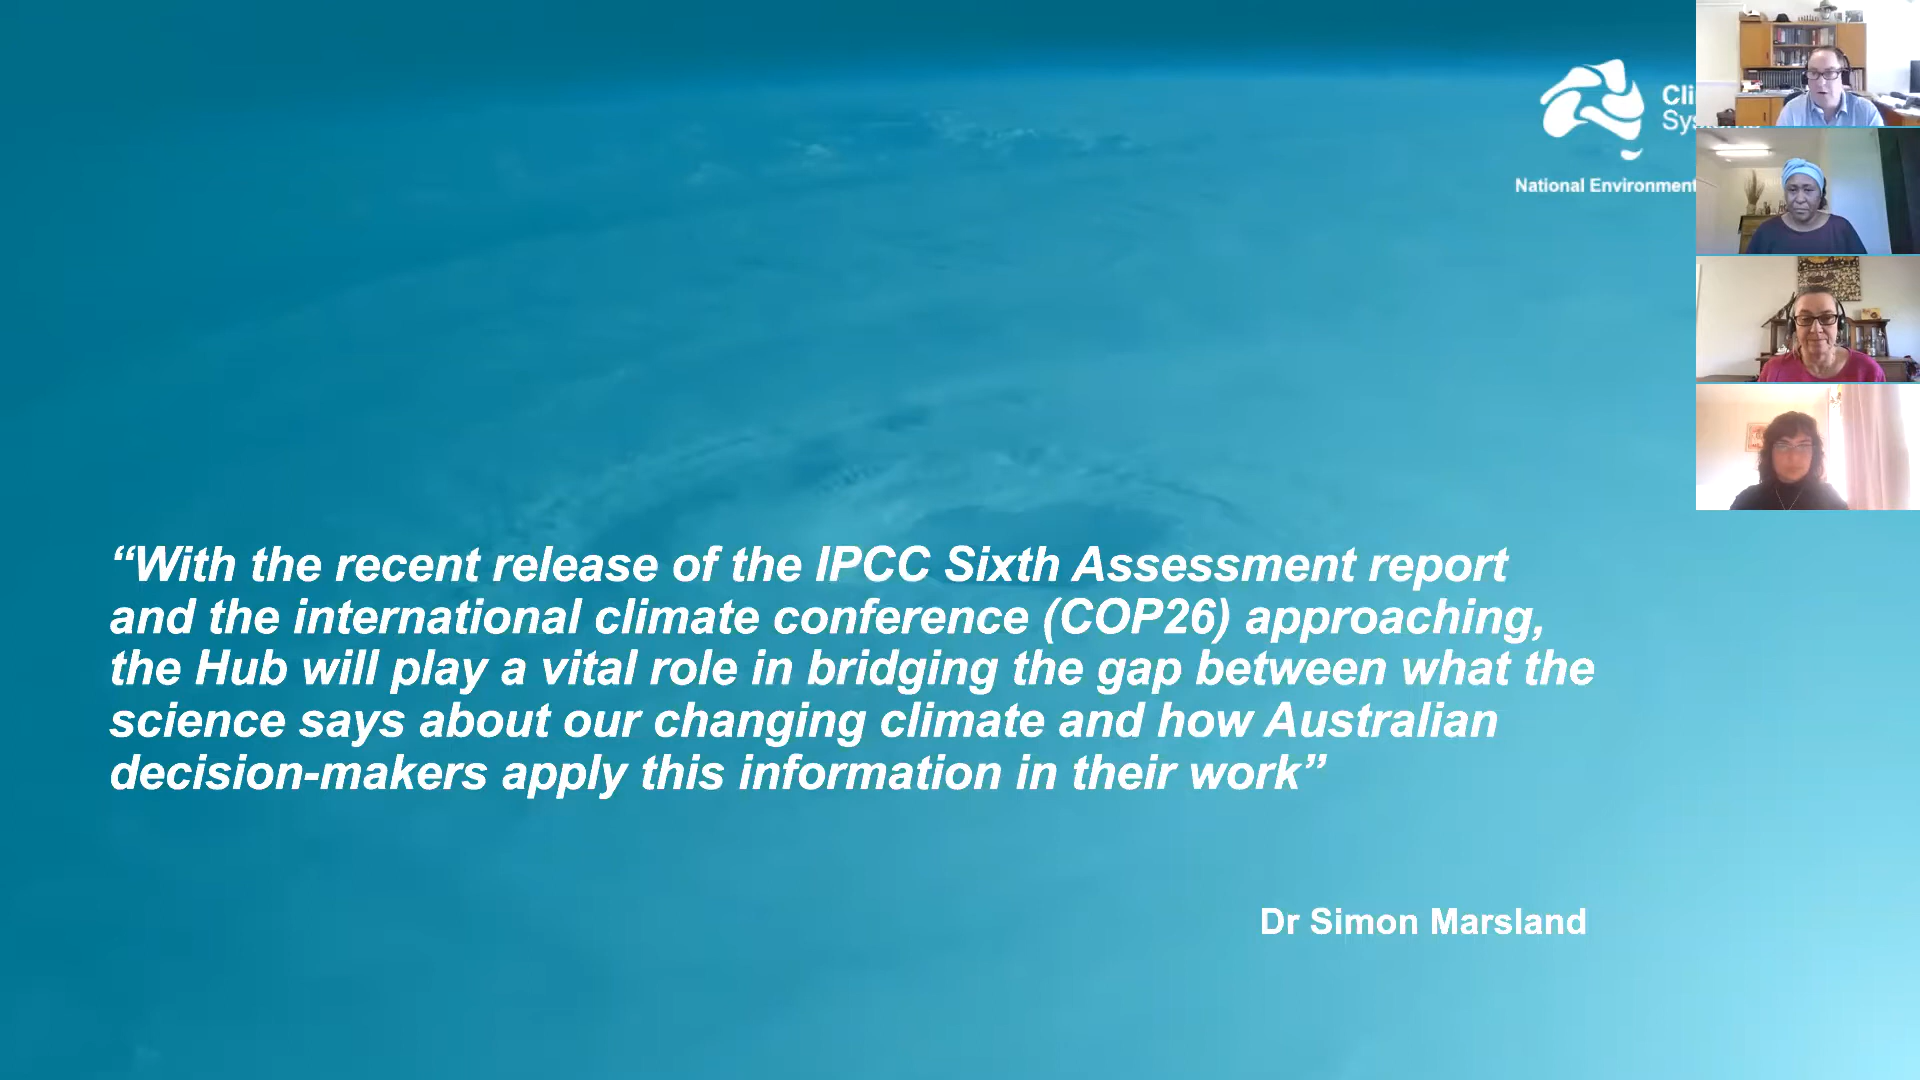 Cli
Sys
National Environment
“With the recent release of the IPCC Sixth Assessment report
and the international climate conference (COP26) approaching,
the Hub will play a vital role in bridging the gap between what the
science says about our changing climate and how Australian
decision-makers apply this information in their work”
Dr Simon Marsland